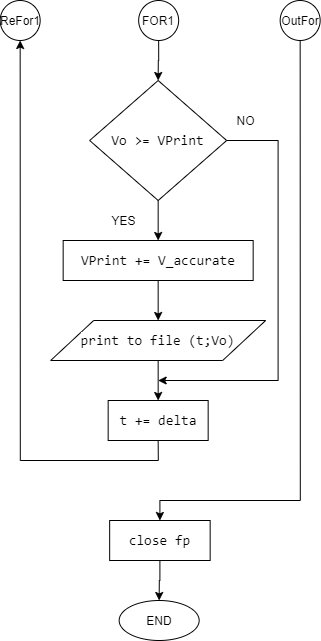 ReFor1
FOR1
OutFor
Vo >= VPrint
NO
YES
VPrint += V_accurate
print to file (t;Vo)
t += delta
close fp
END